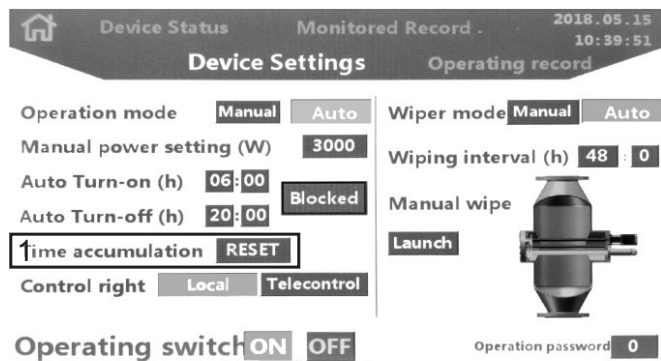 Device Status Monitored Record . 2018.05.15
10:39:51
Device Settings Operating record
Operation mode Manual Auto
Manual power setting (W) 3000
Auto Turn-on (h) 06:00
Blocked
Auto Turn-off (h) 20:00
1
Time accumulation RESET
Control right Local Telecontrol
Operating switch ON OFF
Wiper mode Manual Auto
Wiping interval (h) 48 : 0
Manual wipe
Launch
Operation password 0